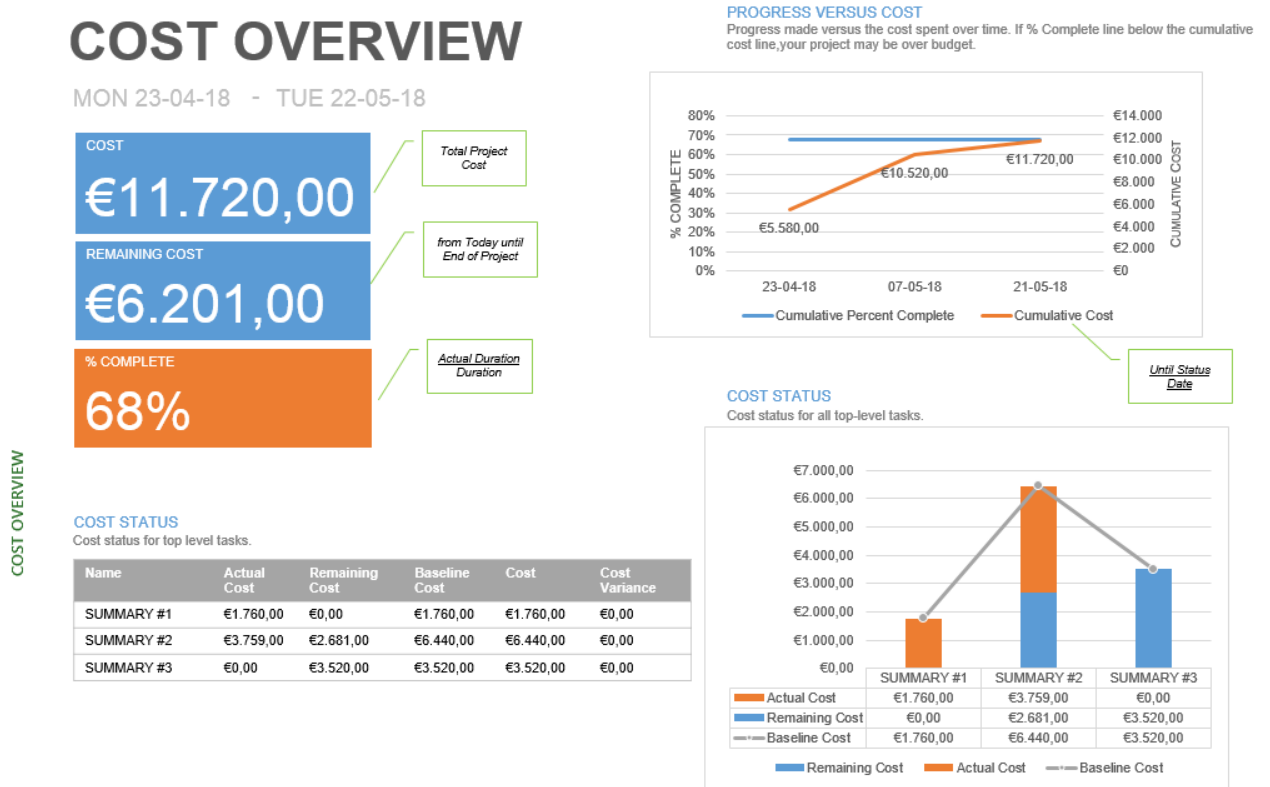 COST OVERVIEW
MON 23-04-18 - TUE 22-05-18
COST
€11.720,00
Total Project
Cost
REMAINING COST
€6.201,00
from Today until
End of Project
% COMPLETE
68%
Actual Duration
Duration
PROGRESS VERSUS COST
Progress made versus the cost spent over time. If % Complete line below the cumulative
cost line,your project may be over budget.
% COMPLETE
80%
70%
60%
50%
40%
30%
20%
10%
0%
€5.580,00
€10.520,00
€11.720,00
€14.000
€12.000
€10.000
€8.000
€6.000
€4.000
€2.000
€0
CUMULATIVE COST
23-04-18 07-05-18 21-05-18
Cumulative Percent Complete Cumulative Cost
Until Status
Date
COST STATUS
Cost status for all top-level tasks.
€7.000,00
€6.000,00
€5.000,00
€4.000,00
€3.000,00
€2.000,00
€1.000,00
€0,00
SUMMARY #1 SUMMARY #2 SUMMARY #3
Actual Cost €1.760,00 €3.759,00 €0,00
Remaining Cost €0,00 €2.681,00 €3.520,00
Baseline Cost €1.760,00 €6.440,00 €3.520,00
Remaining Cost Actual Cost Baseline Cost
COST OVERVIEW
COST STATUS
Cost status for top level tasks.
Name Actual Cost Remaining Cost Baseline Cost Cost Cost Variance
SUMMARY #1 €1.760,00 €0,00 €1.760,00 €1.760,00 €0,00
SUMMARY #2 €3.759,00 €2.681,00 €6.440,00 €6.440,00 €0,00
SUMMARY #3 €0,00 €3.520,00 €3.520,00 €3.520,00 €0,00